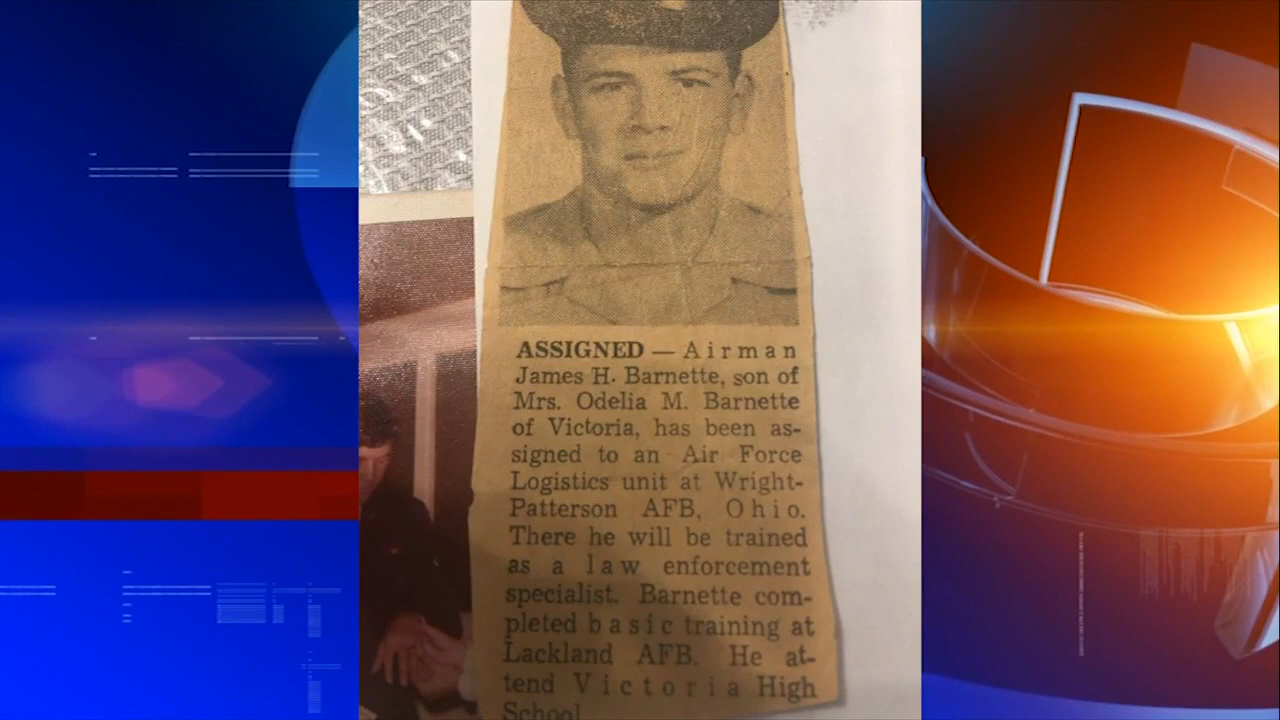 ASSIGNED — Airman
James H. Barnette, son of
Mrs. Odelia M. Barnette
of Victoria, has been as-
signed to an Air Force
Logistics unit at Wright-
Patterson AFB, Ohio.
There he will be trained
as a law enforcement
specialist. Barnette com-
pleted basic training at
Lackland AFB. He at-
tend Victoria High
School